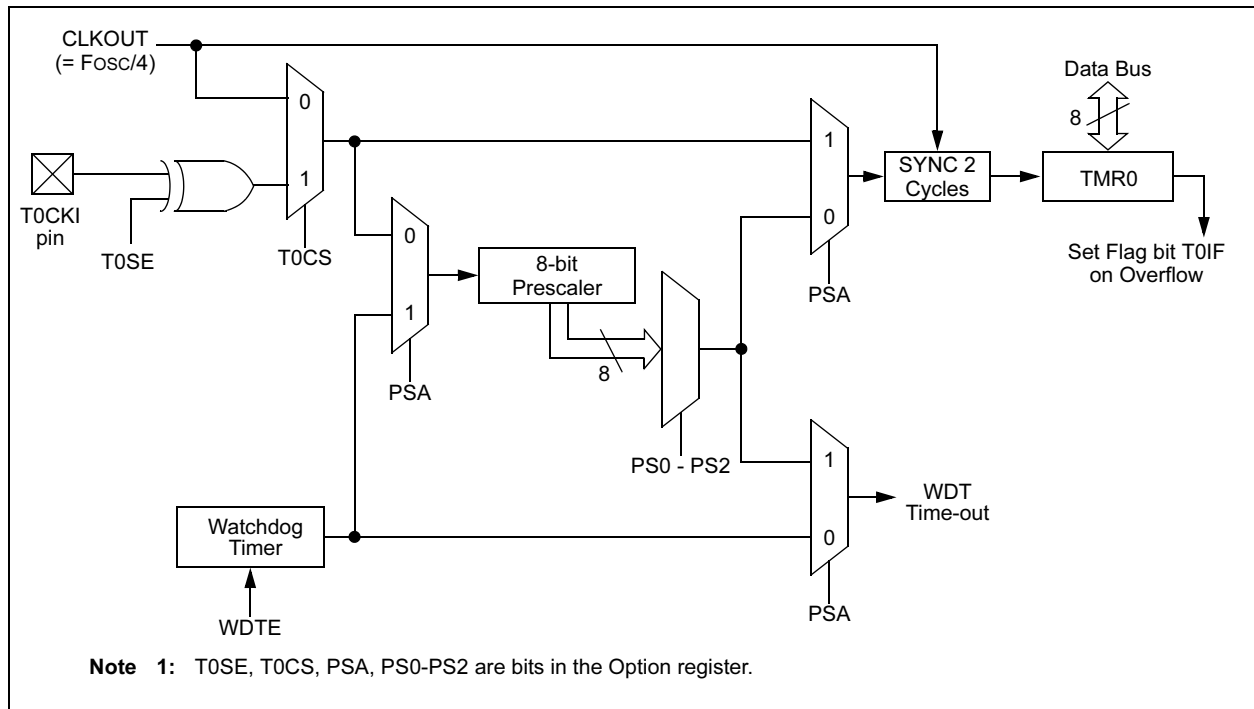 CLKOUT
(= FOSC/4)
0
1
T0CKI
pin
T0SE
T0CS
0
1
PSA
8-bit
Prescaler
8
PS0 - PS2
1
0
PSA
SYNC 2
Cycles
Data Bus
8
TMR0
Set Flag bit T0IF
on Overflow
1
0
PSA
WDT
Time-out
Watchdog
Timer
WDTE
Note 1: T0SE, T0CS, PSA, PS0-PS2 are bits in the Option register.